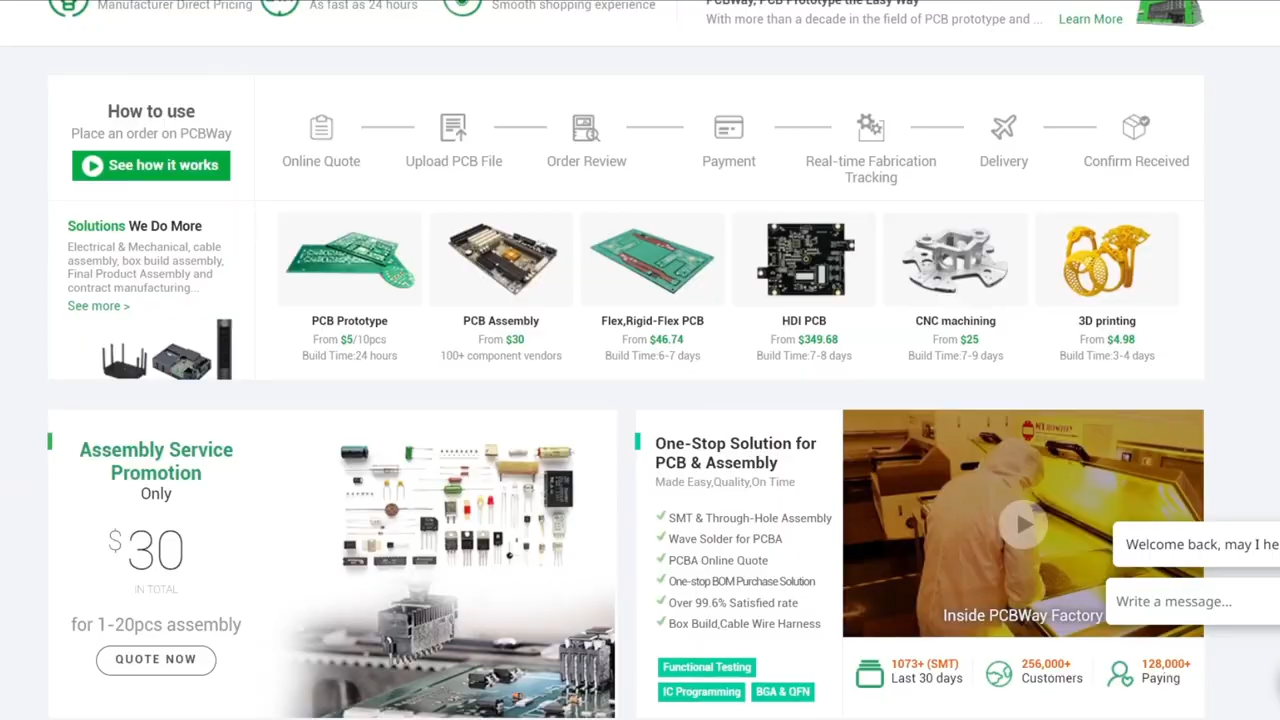 Manufacturer Direct Pricing
As fast as 24 hours
Smooth shopping experience
PCBWay, PCB Prototype the Easy Way
With more than a decade in the field of PCB prototype and ...
Learn More
How to use
Place an order on PCBWay
See how it works
Online Quote
Upload PCB File
Order Review
Payment
Real-time Fabrication
Tracking
Delivery
Confirm Received
Solutions We Do More
Electrical & Mechanical, cable
assembly, box build assembly,
Final Product Assembly and
contract manufacturing...
See more >
PCB Prototype
From $5/10pcs
Build Time:24 hours
PCB Assembly
From $30
100+ component vendors
Flex,Rigid-Flex PCB
From $46.74
Build Time:6-7 days
HDI PCB
From $349.68
Build Time:7-8 days
CNC machining
From $25
Build Time:7-9 days
3D printing
From $4.98
Build Time:3-4 days
Assembly Service
Promotion
Only
$30
IN TOTAL
for 1-20pcs assembly
QUOTE NOW
One-Stop Solution for
PCB & Assembly
Made Easy,Quality,On Time
SMT & Through-Hole Assembly
Wave Solder for PCBA
PCBA Online Quote
One-stop BOM Purchase Solution
Over 99.6% Satisfied rate
Box Build,Cable Wire Harness
Functional Testing
IC Programming
BGA & QFN
Inside PCBWay Factory
Welcome back, may I he
Write a message...
1073+ (SMT)
Last 30 days
256,000+
Customers
128,000+
Paying